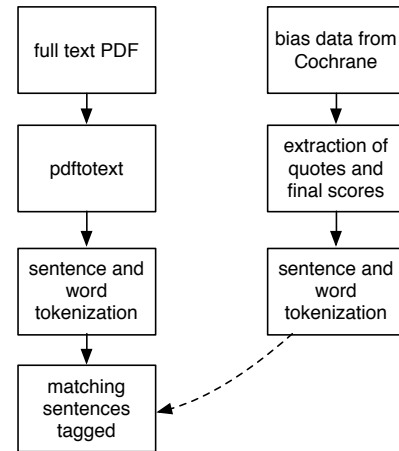 full text PDF
pdftotext
sentence and
word
tokenization
matching
sentences
tagged
bias data from
Cochrane
extraction of
quotes and
final scores
sentence and
word
tokenization